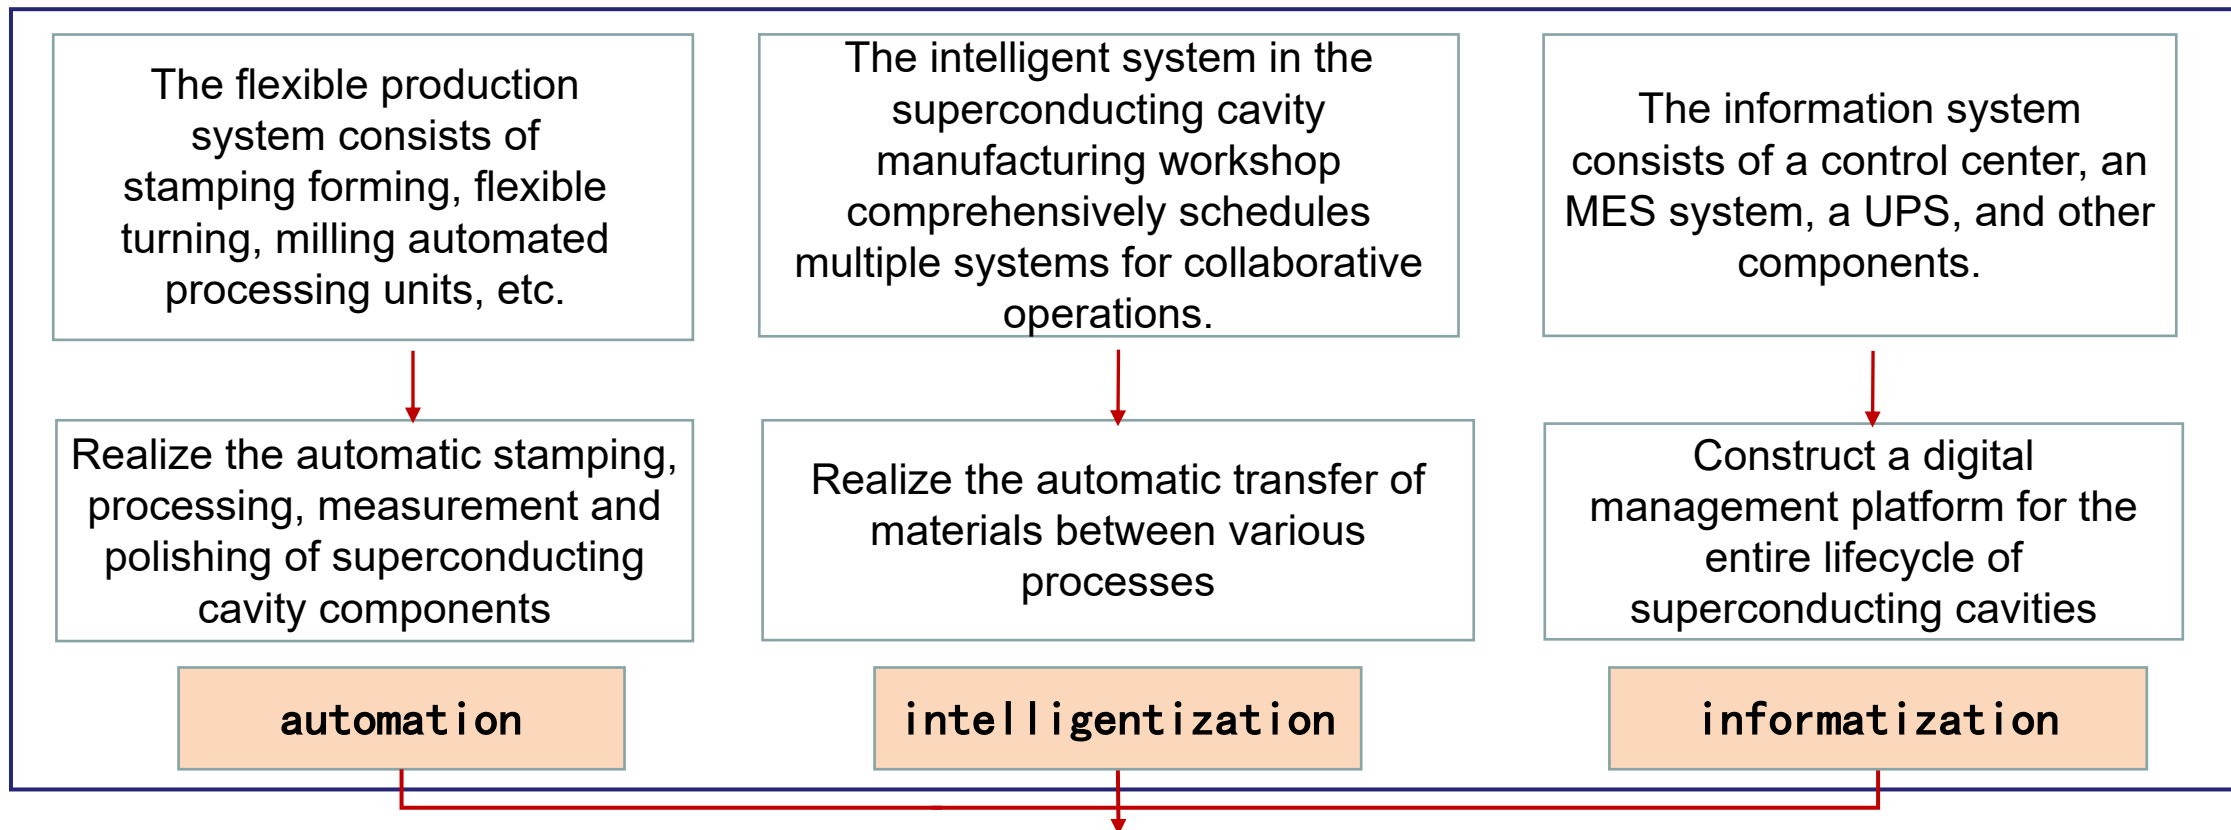 The flexible production
system consists of
stamping forming, flexible
turning, milling automated
processing units, etc.
The intelligent system in the
superconducting cavity
manufacturing workshop
comprehensively schedules
multiple systems for collaborative
operations.
The information system
consists of a control center, an
MES system, a UPS, and other
components.
Realize the automatic stamping,
processing, measurement and
polishing of superconducting
cavity components
Realize the automatic transfer of
materials between various
processes
Construct a digital
management platform for the
entire lifecycle of
superconducting cavities
automation
intelligentization
informatization